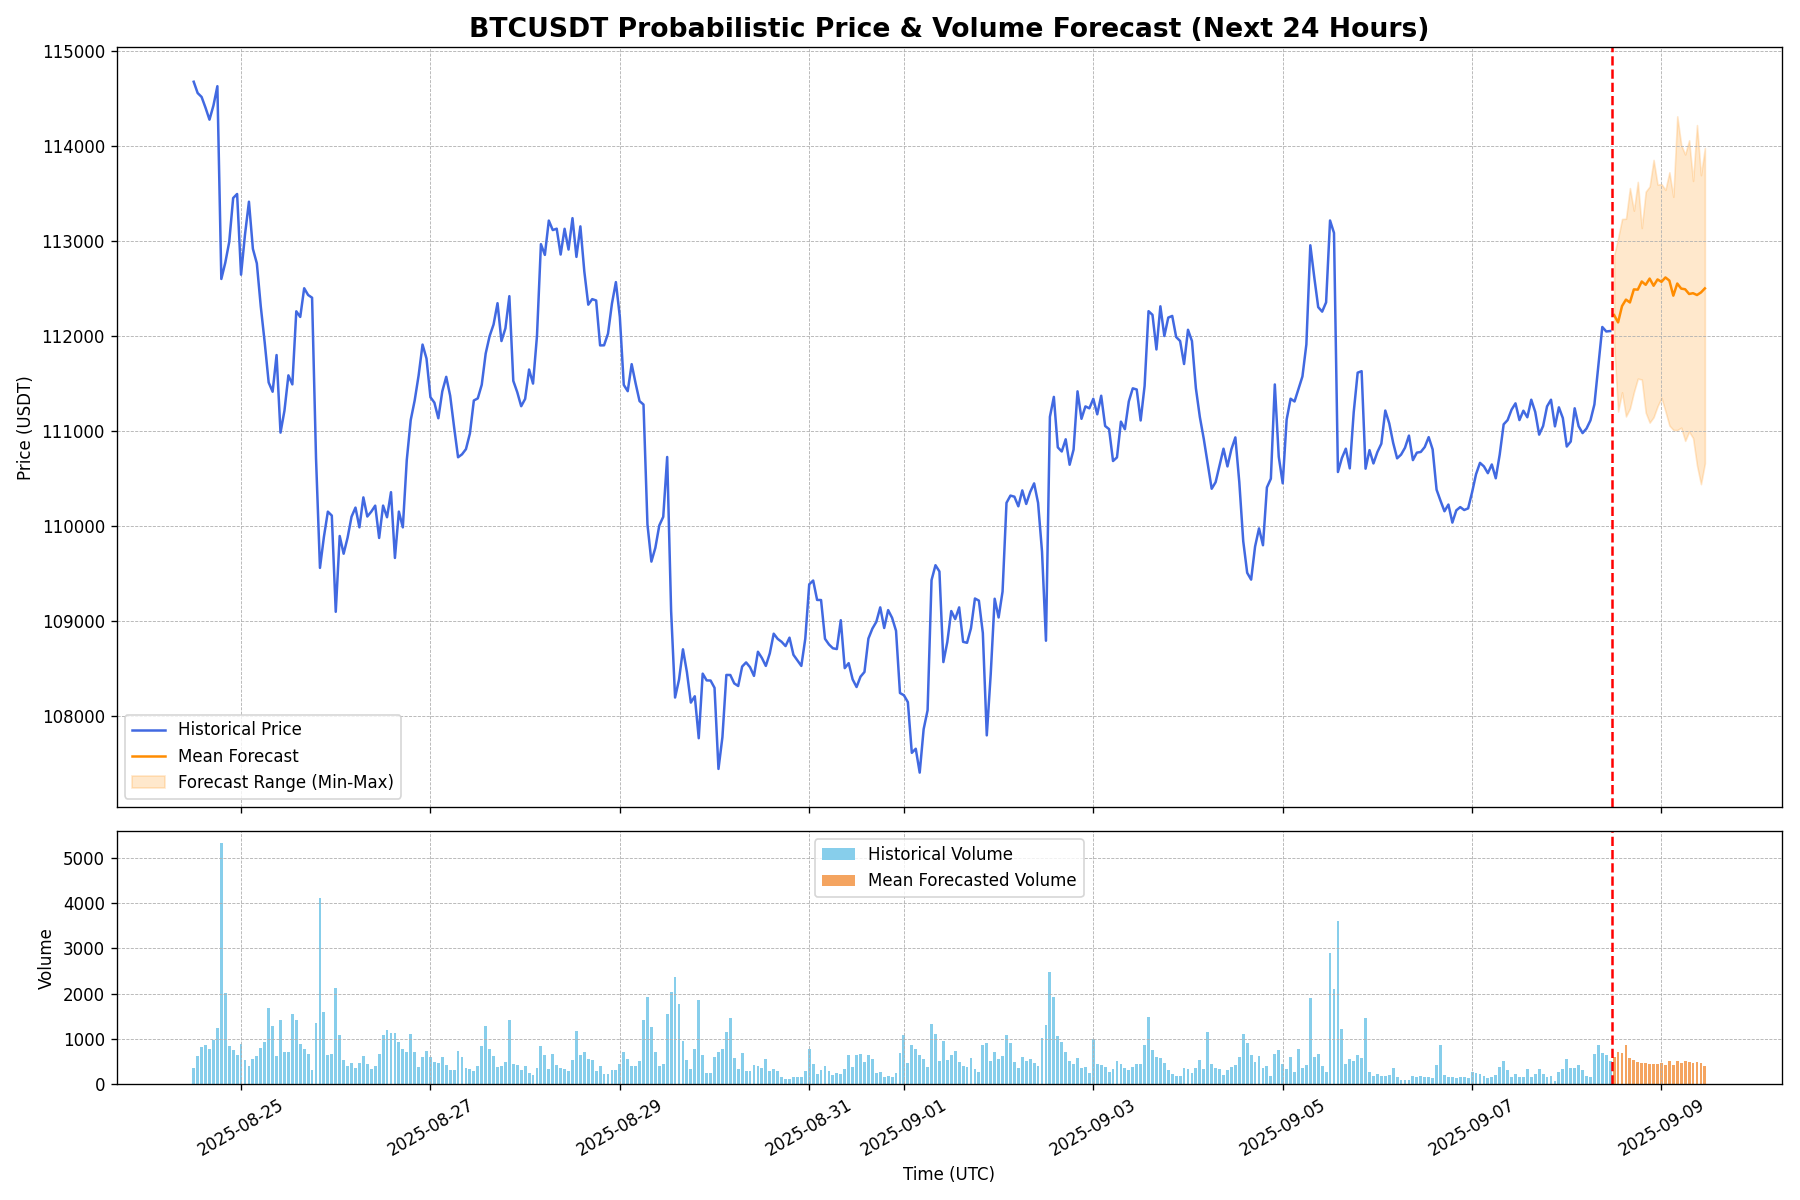 BTCUSDT Probabilistic Price & Volume Forecast (Next 24 Hours)
115000
114000
113000
112000
111000
110000
109000
108000
Price (USDT)
Historical Price
Mean Forecast
Forecast Range (Min-Max)
5000
4000
3000
2000
1000
0
Volume
Historical Volume
Mean Forecasted Volume
2025-08-25
2025-08-27
2025-08-29
2025-08-31
2025-09-01
2025-09-03
2025-09-05
2025-09-07
2025-09-09
Time (UTC)